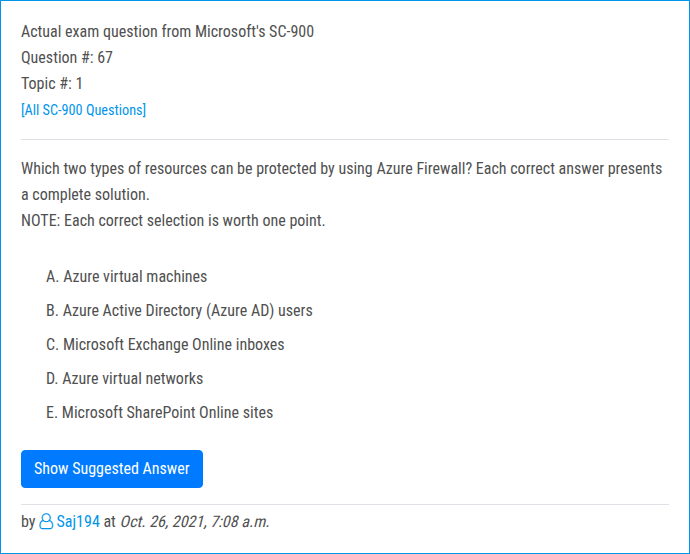 Actual exam question from Microsoft's SC-900
Question #: 67
Topic #: 1
[All SC-900 Questions]
Which two types of resources can be protected by using Azure Firewall? Each correct answer presents
a complete solution.
NOTE: Each correct selection is worth one point.
A. Azure virtual machines
B. Azure Active Directory (Azure AD) users
C. Microsoft Exchange Online inboxes
D. Azure virtual networks
E. Microsoft SharePoint Online sites
Show Suggested Answer
by Saj194 at Oct. 26, 2021, 7:08 a.m.